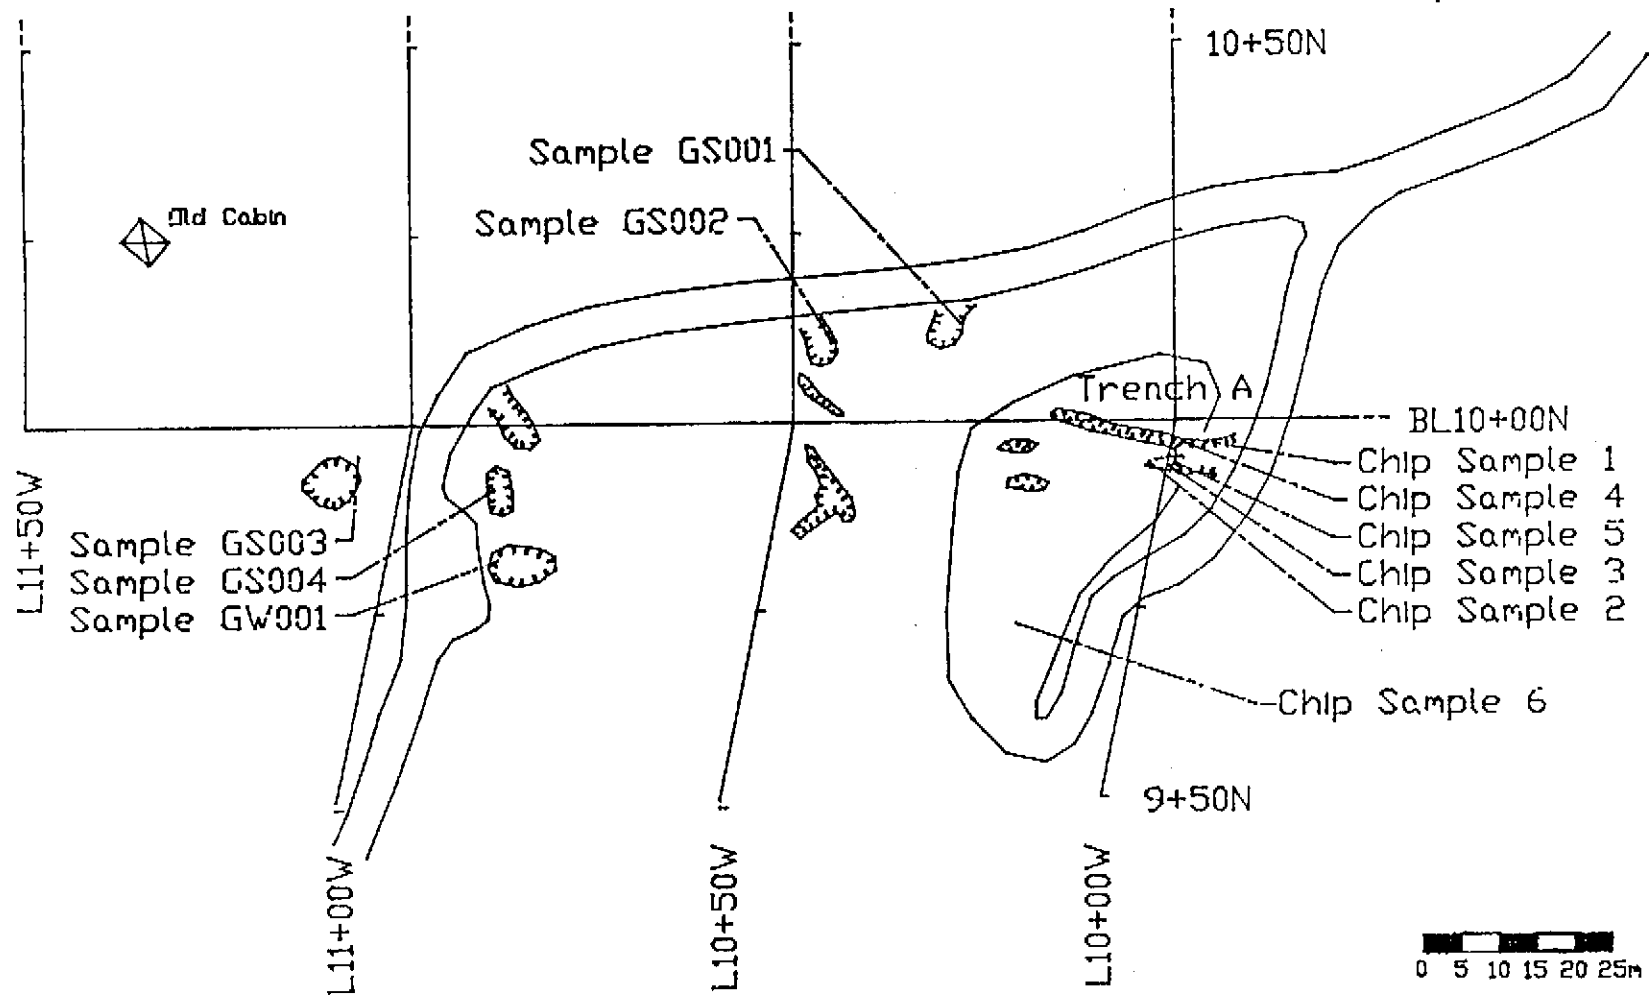 10+50N
Sample GS001
Sample GS002
Old Cabin
Trench A
BL10+00N
Chip Sample 1
Chip Sample 4
Chip Sample 5
Chip Sample 3
Chip Sample 2
L11+50W
Sample GS003
Sample GS004
Sample GW001
Chip Sample 6
9+50N
L11+00W
L10+50W
L10+00W
0 5 10 15 20 25m